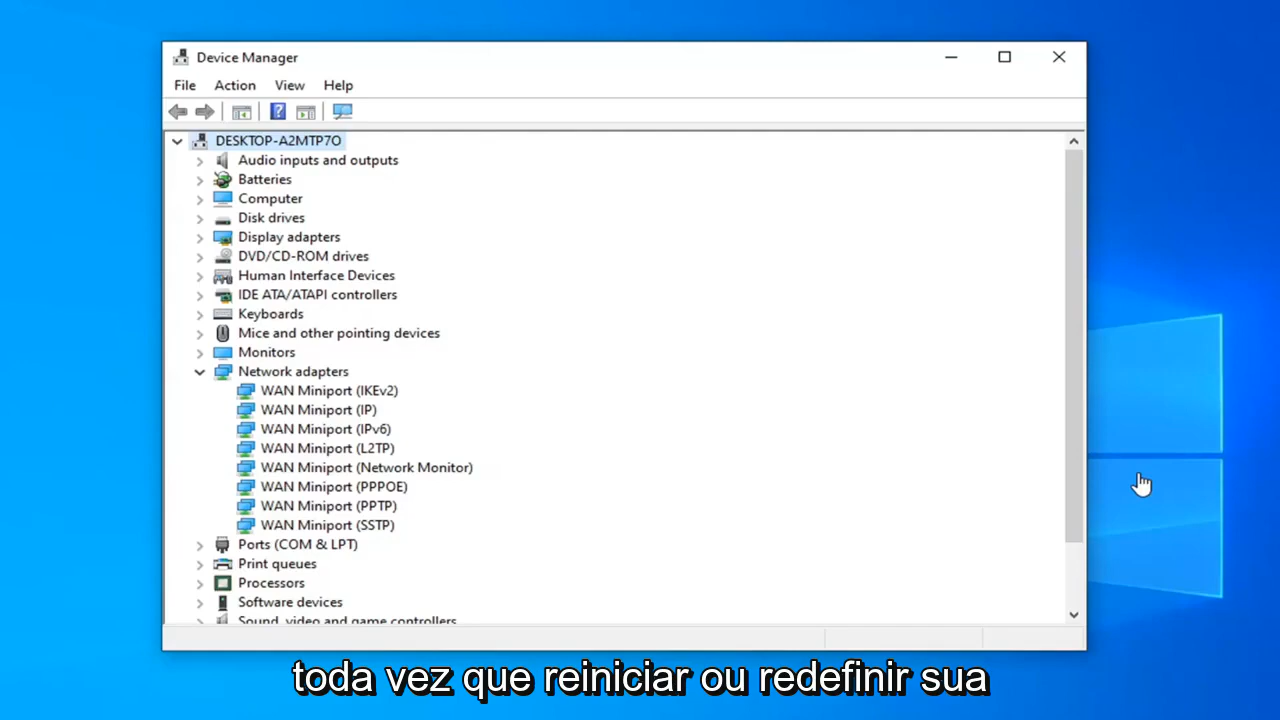 Device Manager
File Action View Help
DESKTOP-A2MTP7O
Audio inputs and outputs
Batteries
Computer
Disk drives
Display adapters
DVD/CD-ROM drives
Human Interface Devices
IDE ATA/ATAPI controllers
Keyboards
Mice and other pointing devices
Monitors
Network adapters
WAN Miniport (IKEv2)
WAN Miniport (IP)
WAN Miniport (IPv6)
WAN Miniport (L2TP)
WAN Miniport (Network Monitor)
WAN Miniport (PPPOE)
WAN Miniport (PPTP)
WAN Miniport (SSTP)
Ports (COM & LPT)
Print queues
Processors
Software devices
Sound, video and game controllers
toda vez que reiniciar ou redefinir sua